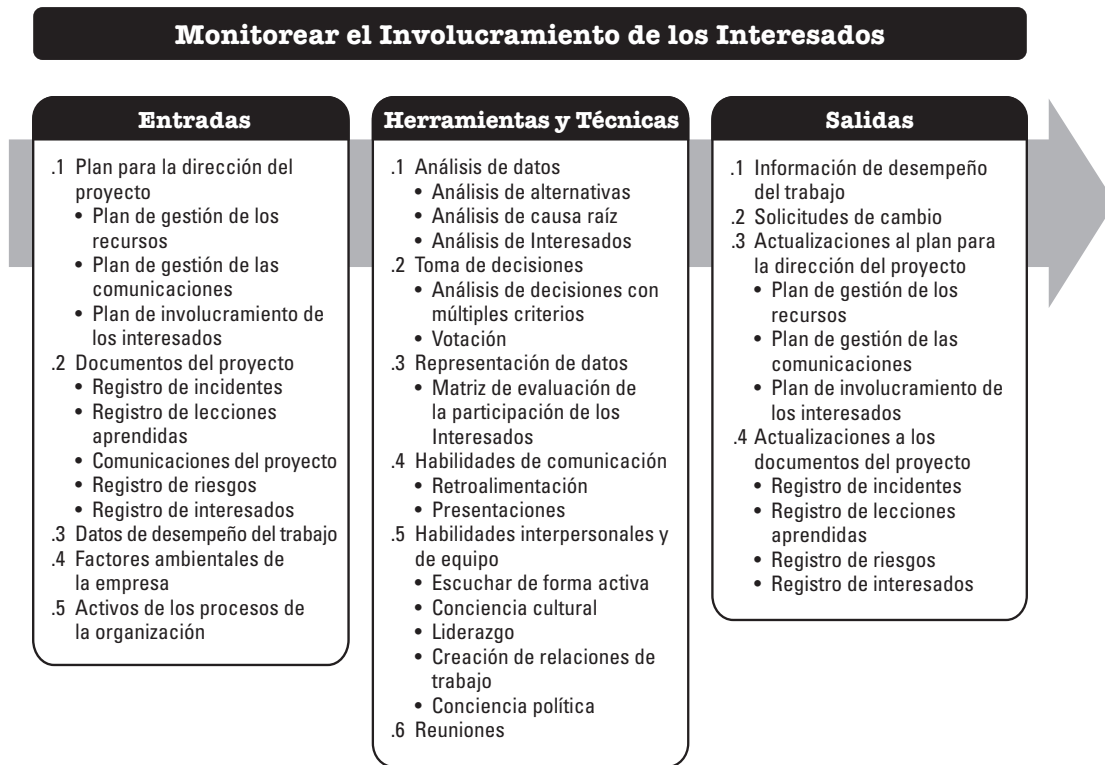 Monitorear el Involucramiento de los Interesados
Entradas
.1 Plan para la dirección del
proyecto
• Plan de gestión de los
recursos
• Plan de gestión de las
comunicaciones
• Plan de involucramiento de
los interesados
.2 Documentos del proyecto
• Registro de incidentes
• Registro de lecciones
aprendidas
• Comunicaciones del proyecto
• Registro de riesgos
• Registro de interesados
.3 Datos de desempeño del trabajo
.4 Factores ambientales de
la empresa
.5 Activos de los procesos de
la organización
Herramientas y Técnicas
.1 Análisis de datos
• Análisis de alternativas
• Análisis de causa raíz
• Análisis de Interesados
.2 Toma de decisiones
• Análisis de decisiones con
múltiples criterios
• Votación
.3 Representación de datos
• Matriz de evaluación de
la participación de los
Interesados
.4 Habilidades de comunicación
• Retroalimentación
• Presentaciones
.5 Habilidades interpersonales y
de equipo
• Escuchar de forma activa
• Conciencia cultural
• Liderazgo
• Creación de relaciones de
trabajo
• Conciencia política
.6 Reuniones
Salidas
.1 Información de desempeño
del trabajo
.2 Solicitudes de cambio
.3 Actualizaciones al plan para
la dirección del proyecto
• Plan de gestión de los
recursos
• Plan de gestión de las
comunicaciones
• Plan de involucramiento de
los interesados
.4 Actualizaciones a los
documentos del proyecto
• Registro de incidentes
• Registro de lecciones
aprendidas
• Registro de riesgos
• Registro de interesados